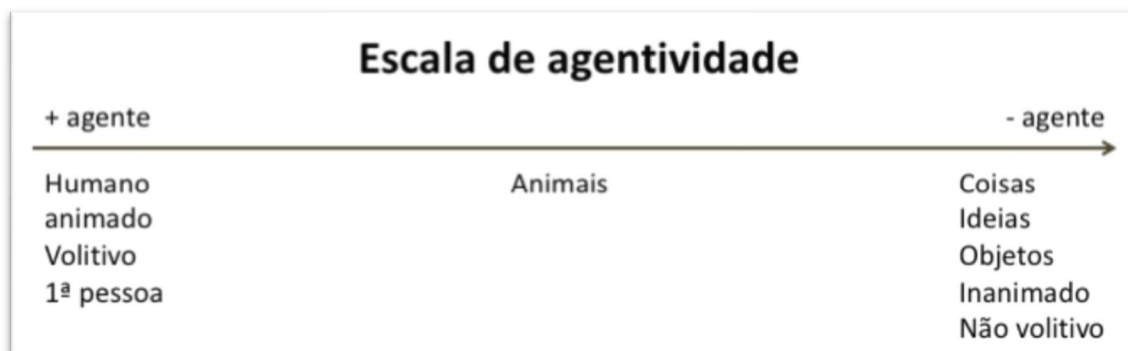 Escala de agentividade
+ agente - agente
Humano Animais Coisas
animado Ideias
Volitivo Objetos
1ª pessoa Inanimado
Não volitivo